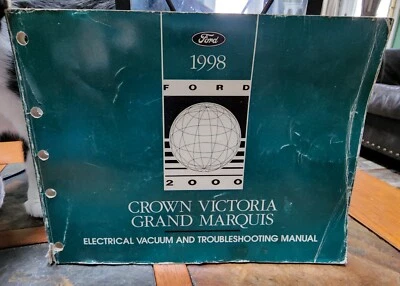 Ford
1998
FORD
2000
CROWN VICTORIA
GRAND MARQUIS
ELECTRICAL VACUUM AND TROUBLESHOOTING MANUAL